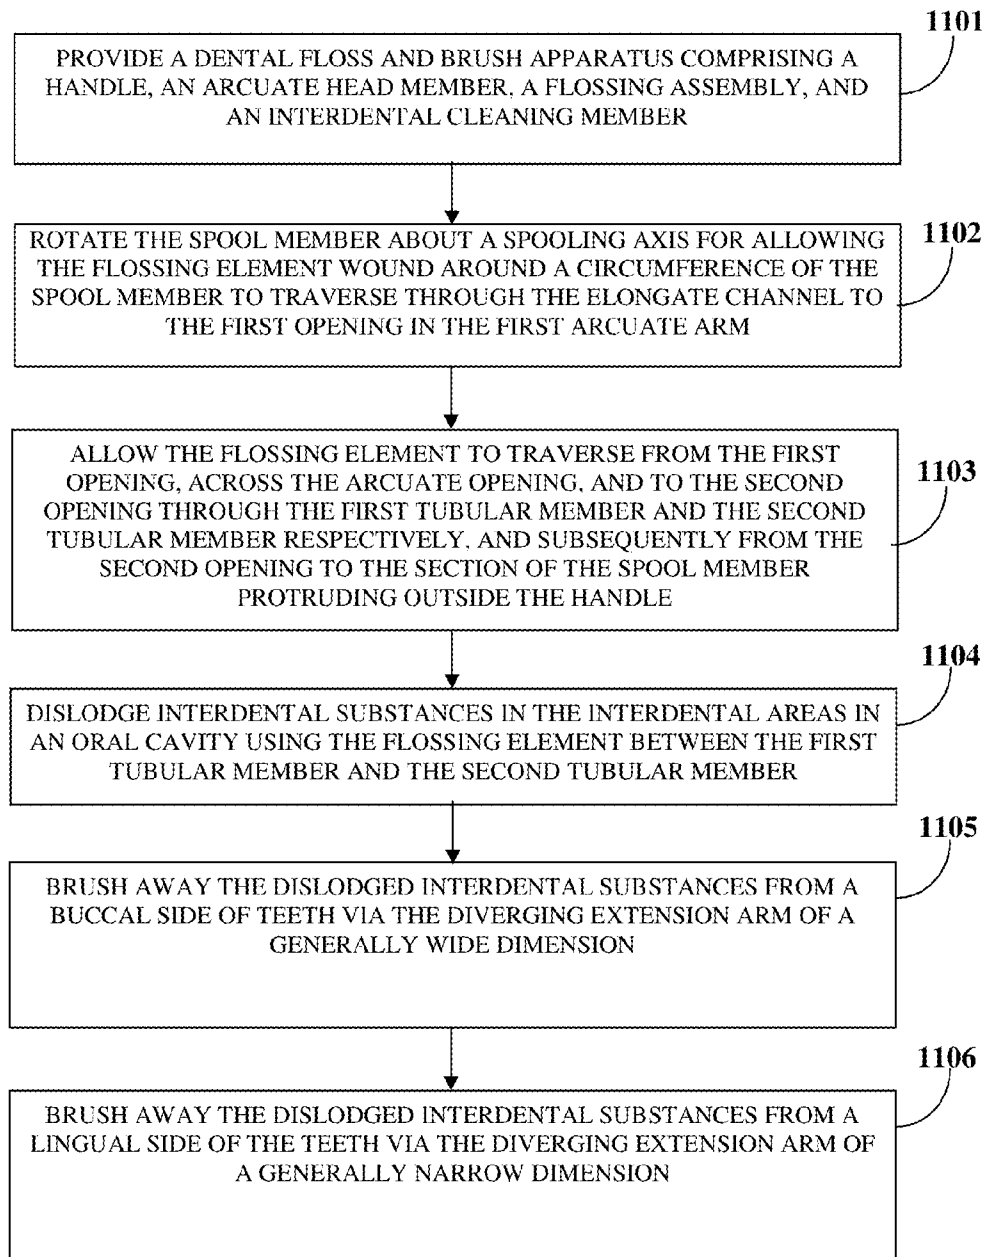 1101
PROVIDE A DENTAL FLOSS AND BRUSH APPARATUS COMPRISING A
HANDLE, AN ARCUATE HEAD MEMBER, A FLOSSING ASSEMBLY, AND
AN INTERDENTAL CLEANING MEMBER
1102
ROTATE THE SPOOL MEMBER ABOUT A SPOOLING AXIS FOR ALLOWING
THE FLOSSING ELEMENT WOUND AROUND A CIRCUMFERENCE OF THE
SPOOL MEMBER TO TRAVERSE THROUGH THE ELONGATE CHANNEL TO
THE FIRST OPENING IN THE FIRST ARCUATE ARM
1103
ALLOW THE FLOSSING ELEMENT TO TRAVERSE FROM THE FIRST
OPENING, ACROSS THE ARCUATE OPENING, AND TO THE SECOND
OPENING THROUGH THE FIRST TUBULAR MEMBER AND THE SECOND
TUBULAR MEMBER RESPECTIVELY, AND SUBSEQUENTLY FROM THE
SECOND OPENING TO THE SECTION OF THE SPOOL MEMBER
PROTRUDING OUTSIDE THE HANDLE
1104
DISLODGE INTERDENTAL SUBSTANCES IN THE INTERDENTAL AREAS IN
AN ORAL CAVITY USING THE FLOSSING ELEMENT BETWEEN THE FIRST
TUBULAR MEMBER AND THE SECOND TUBULAR MEMBER
1105
BRUSH AWAY THE DISLODGED INTERDENTAL SUBSTANCES FROM A
BUCCAL SIDE OF TEETH VIA THE DIVERGING EXTENSION ARM OF A
GENERALLY WIDE DIMENSION
1106
BRUSH AWAY THE DISLODGED INTERDENTAL SUBSTANCES FROM A
LINGUAL SIDE OF THE TEETH VIA THE DIVERGING EXTENSION ARM OF
A GENERALLY NARROW DIMENSION